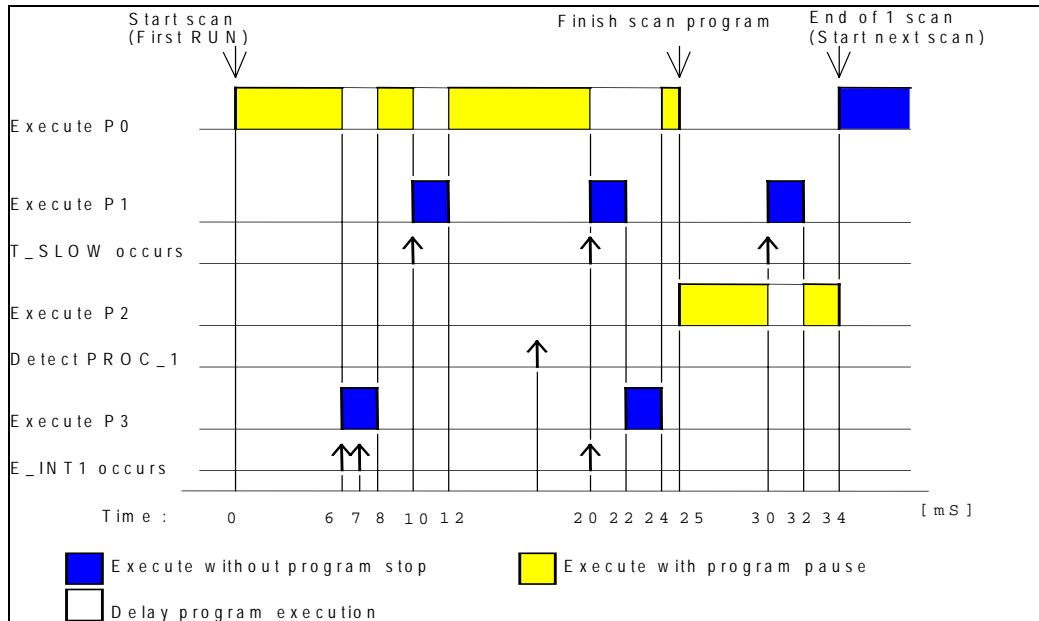 Start scan
(First RUN)
Finish scan program
End of 1 scan
(Start next scan)
Execute P0
Execute P1
T_SLOW occurs
Execute P2
Detect PROC_1
Execute P3
E_INT1 occurs
Time : 0 6 7 8 10 12 20 22 24 25 30 32 34 [mS]
Execute without program stop
Execute with program pause
Delay program execution